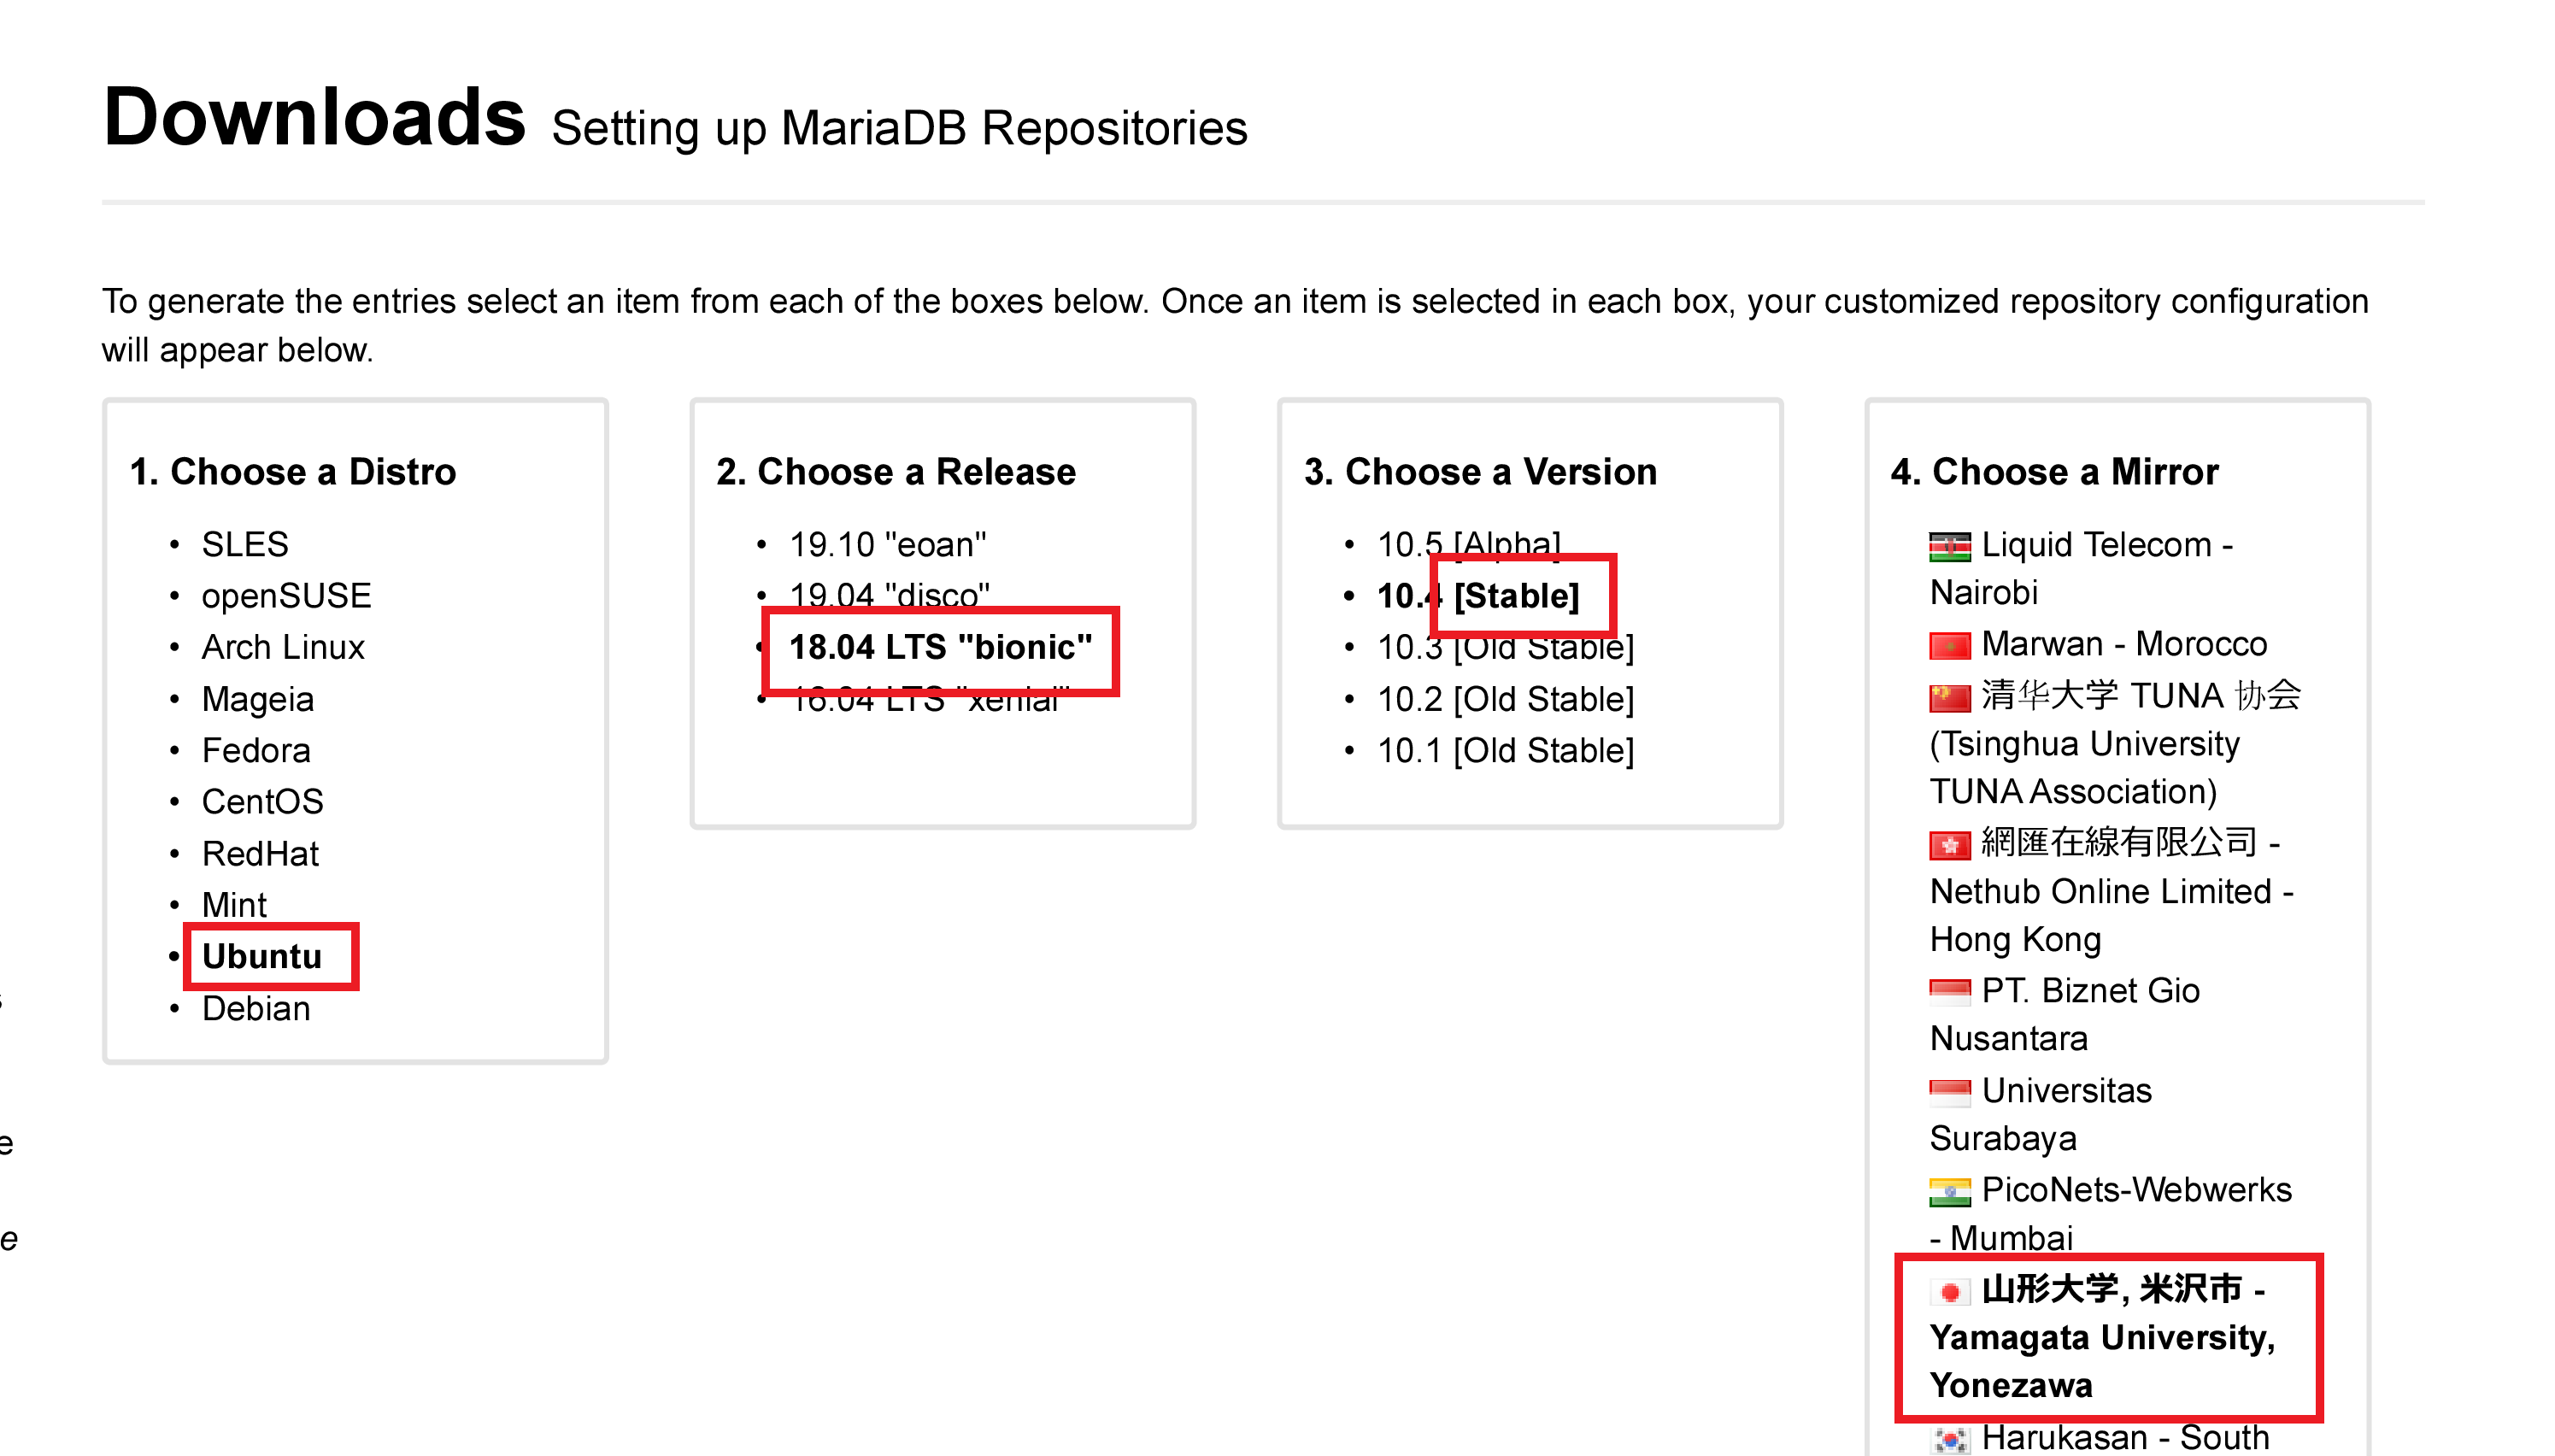 Downloads Setting up MariaDB Repositories
To generate the entries select an item from each of the boxes below. Once an item is selected in each box, your customized repository configuration
will appear below.
1. Choose a Distro
• SLES
• openSUSE
• Arch Linux
• Mageia
• Fedora
• CentOS
• RedHat
• Mint
• Ubuntu
• Debian
2. Choose a Release
• 19.10 "eoan"
• 19.04 "disco"
• 18.04 LTS "bionic"
• 16.04 LTS "xenial"
3. Choose a Version
• 10.5 [Alpha]
• 10.4 [Stable]
• 10.3 [Old Stable]
• 10.2 [Old Stable]
• 10.1 [Old Stable]
4. Choose a Mirror
Liquid Telecom -
Nairobi
Marwan - Morocco
清华大学 TUNA 协会
(Tsinghua University
TUNA Association)
網匯在線有限公司 -
Nethub Online Limited -
Hong Kong
PT. Biznet Gio
Nusantara
Universitas
Surabaya
PicoNets-Webwerks
- Mumbai
山形大学, 米沢市 -
Yamagata University,
Yonezawa
Harukasan - South